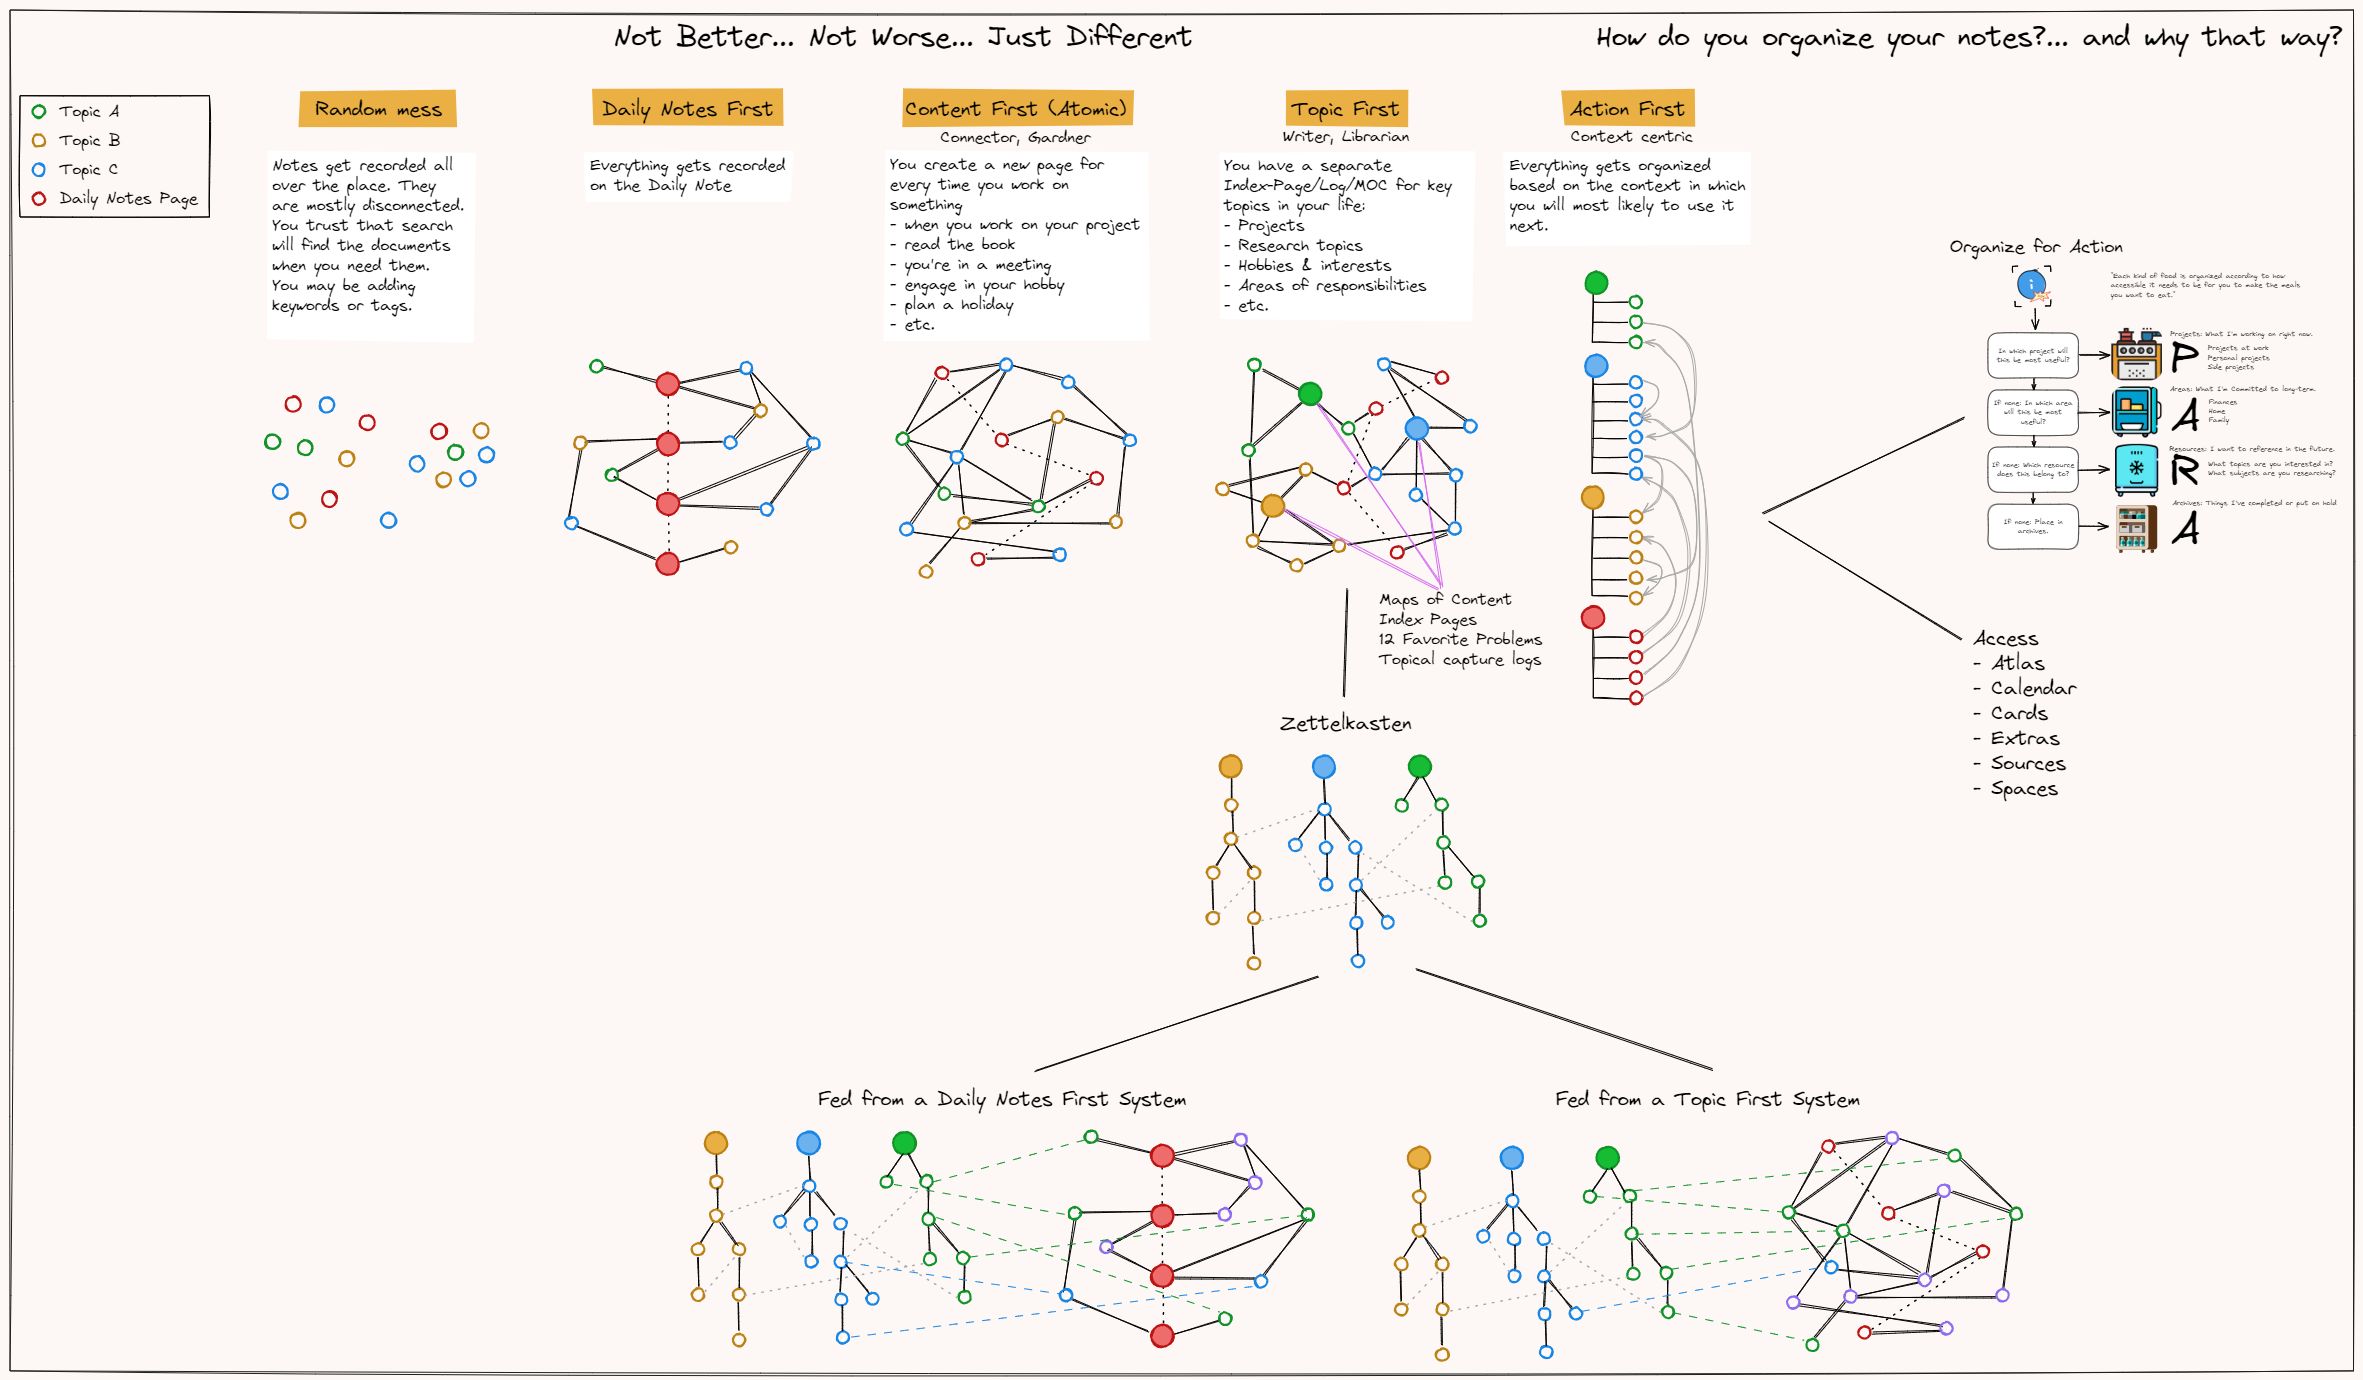 Not Better... Not Worse... Just Different
How do you organize your notes?... and why that way?
Topic A
Topic B
Topic C
Daily Notes Page
Random mess
Notes get recorded all
over the place. They
are mostly disconnected.
You trust that search
will find the documents
when you need them.
You may be adding
keywords or tags.
Daily Notes First
Everything gets recorded
on the Daily Note
Content First (Atomic)
Connector, Gardner
You create a new page for
every time you work on
something
- when you work on your project
- read the book
- you're in a meeting
- engage in your hobby
- plan a holiday
- etc.
Topic First
Writer, Librarian
You have a separate
Index-Page/Log/MOC for key
topics in your life:
- Projects
- Research topics
- Hobbies & interests
- Areas of responsibilities
- etc.
Maps of Content
Index Pages
12 Favorite Problems
Topical capture logs
Action First
Context centric
Everything gets organized
based on the context in which
you will most likely to use it
next.
Organize for Action
"Each kind of food is organized according to how
accessible it needs to be for you to make the meals
you want to eat."
In which project will
this be most useful?
Projects: What I'm working on right now.
P
Projects at work
Personal projects
Side projects
If none: In which area
will this be most
useful?
Areas: What I'm Committed to long-term.
A
Finances
Home
Family
If none: Which resource
does this belong to?
Resources: I want to reference in the future.
R
What topics are you interested in?
What subjects are you researching?
If none: Place in
archives.
Archives: Things I've completed or put on hold
A
Access
- Atlas
- Calendar
- Cards
- Extras
- Sources
- Spaces
Zettelkasten
Fed from a Daily Notes First System
Fed from a Topic First System